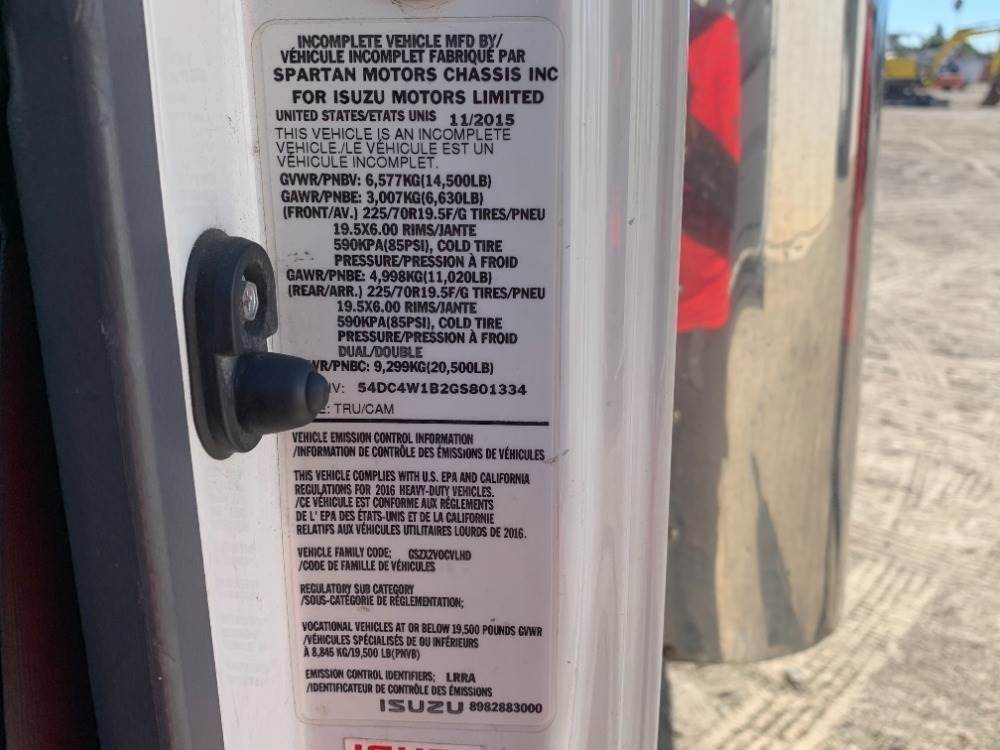 INCOMPLETE VEHICLE MFD BY/
VÉHICULE INCOMPLET FABRIQUÉ PAR
SPARTAN MOTORS CHASSIS INC
FOR ISUZU MOTORS LIMITED
UNITED STATES/ETATS UNIS 11/2015
THIS VEHICLE IS AN INCOMPLETE
VEHICLE./LE VÉHICULE EST UN
VÉHICULE INCOMPLET.
GVWR/PNBV: 6,577KG(14,500LB)
GAWR/PNBE: 3,007KG(6,630LB)
(FRONT/AV.) 225/70R19.5F/G TIRES/PNEU
19.5X6.00 RIMS/JANTE
590KPA(85PSI), COLD TIRE
PRESSURE/PRESSION À FROID
GAWR/PNBE: 4,998KG(11,020LB)
(REAR/ARR.) 225/70R19.5F/G TIRES/PNEU
19.5X6.00 RIMS/JANTE
590KPA(85PSI), COLD TIRE
PRESSURE/PRESSION À FROID
DUAL/DOUBLE
WR/PNBC: 9,299KG(20,500LB)
IV: 54DC4W1B2GS801334
E: TRU/CAM
VEHICLE EMISSION CONTROL INFORMATION
/INFORMATION DE CONTRÔLE DES ÉMISSIONS DE VÉHICULES
THIS VEHICLE COMPLIES WITH U.S. EPA AND CALIFORNIA
REGULATIONS FOR 2016 HEAVY-DUTY VEHICLES.
/CE VÉHICULE EST CONFORME AUX RÉGLEMENTS
DE L' EPA DES ÉTATS-UNIS ET DE LA CALIFORNIE
RELATIFS AUX VÉHICULES UTILITAIRES LOURDS DE 2016.
VEHICLE FAMILY CODE; GSZX2VOCVLHD
/CODE DE FAMILLE DE VÉHICULES
REGULATORY SUB CATEGORY
/SOUS-CATÉGORIE DE RÉGLEMENTATION;
VOCATIONAL VEHICLES AT OR BELOW 19,500 POUNDS GVWR
/VÉHICULES SPÉCIALISÉS DE OU INFÉRIEURS
À 8,845 KG/19,500 LB(PNVB)
EMISSION CONTROL IDENTIFIERS; LRRA
/IDENTIFICATEUR DE CONTRÔLE DES ÉMISSIONS
ISUZU 8982883000
ISUZU